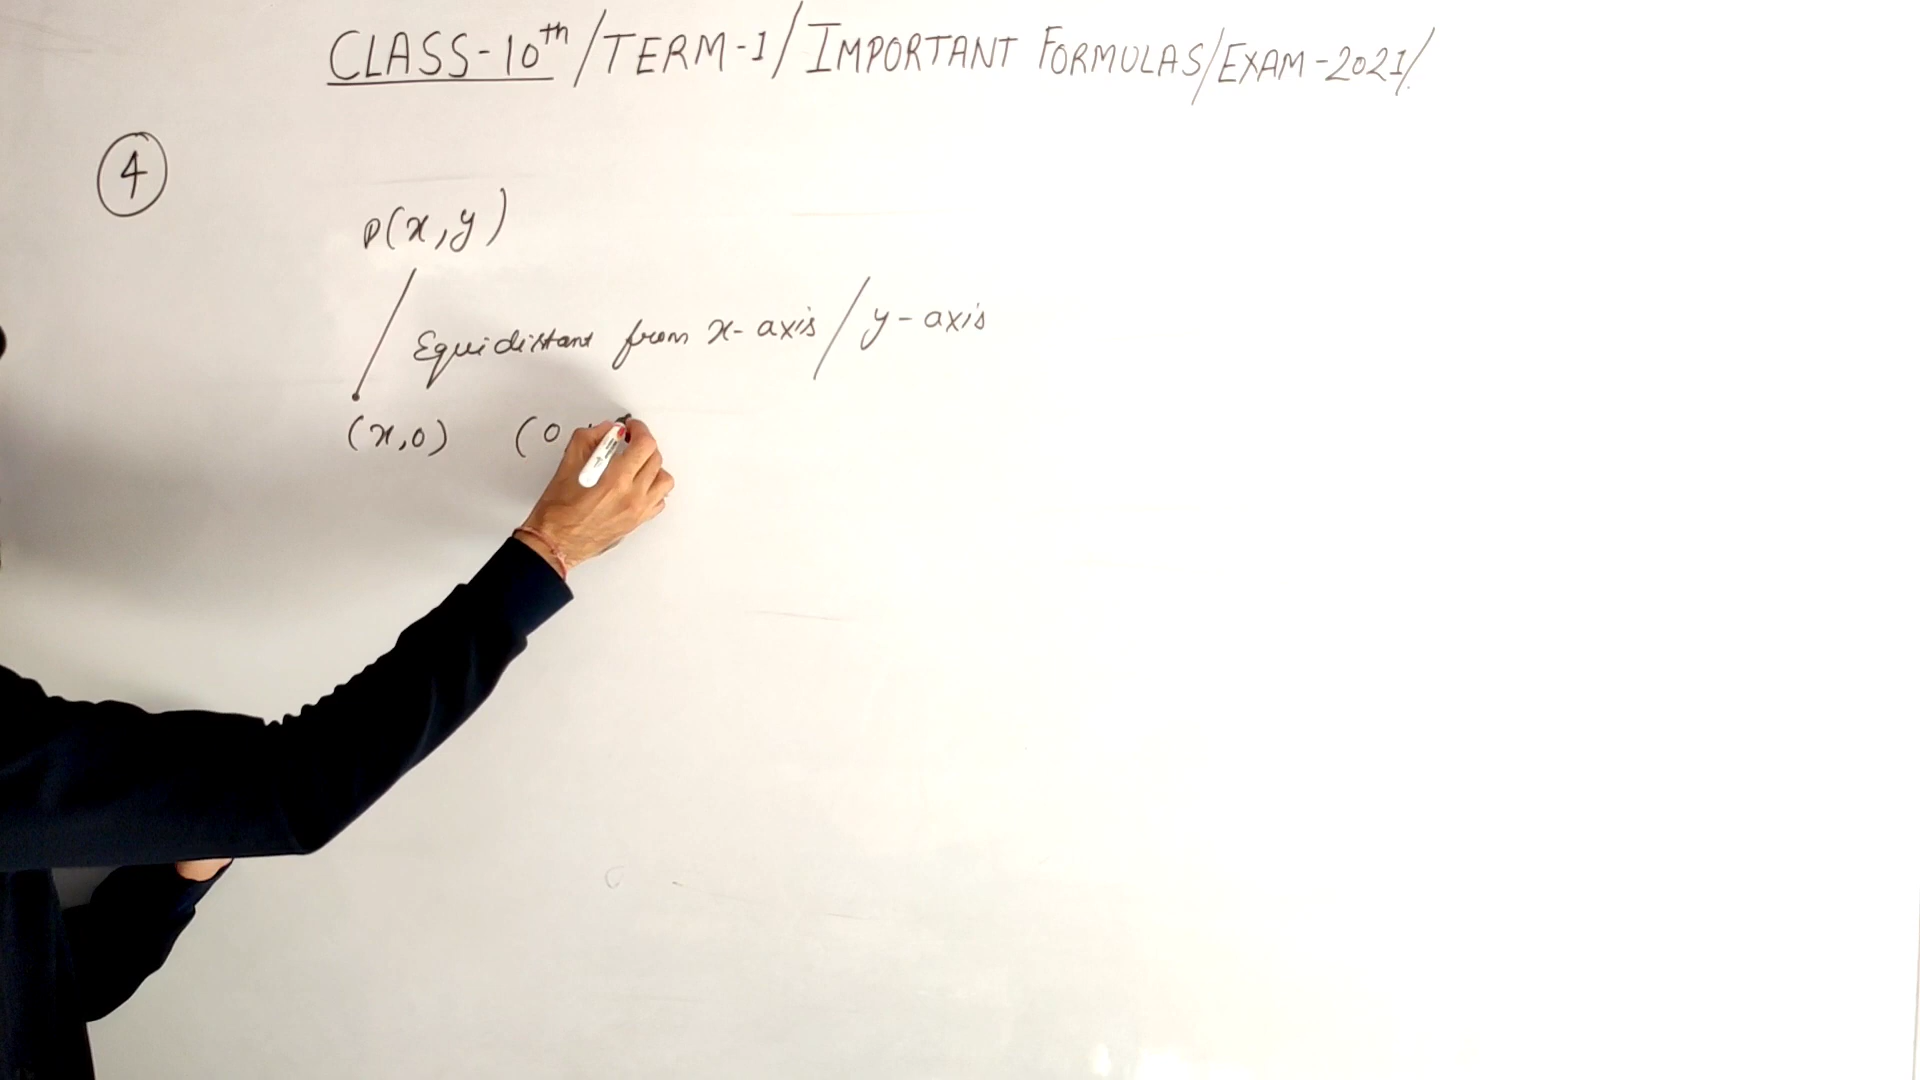 CLASS-10th/TERM-1/IMPORTANT FORMULAS/EXAM-2021/
4
P(x,y)
Equidistant from x-axis/y-axis
(x,0) (0,